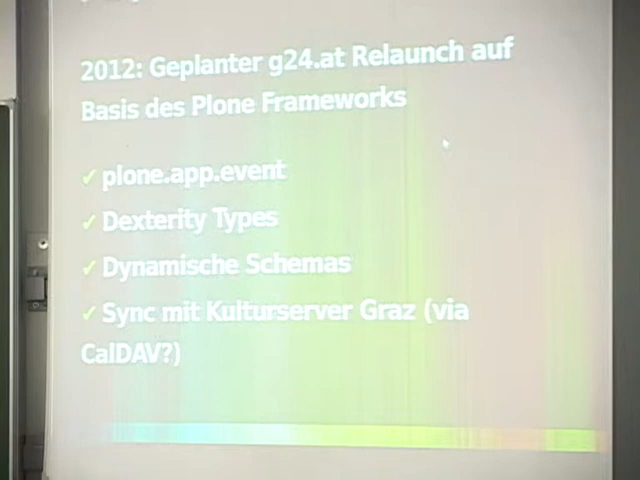 2012: Geplanter g24.at Relaunch auf
Basis des Plone Frameworks
✓ plone.app.event
✓ Dexterity Types
✓ Dynamische Schemas
✓ Sync mit Kulturserver Graz (via
CalDAV?)